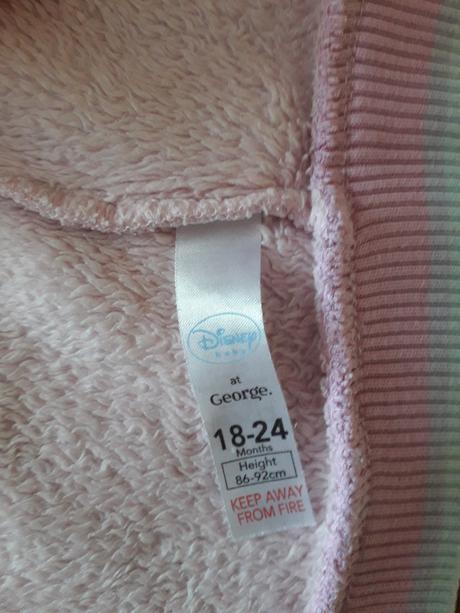 Disney
baby
at
George.
18-24
Months
Height
86-92cm
KEEP AWAY
FROM FIRE